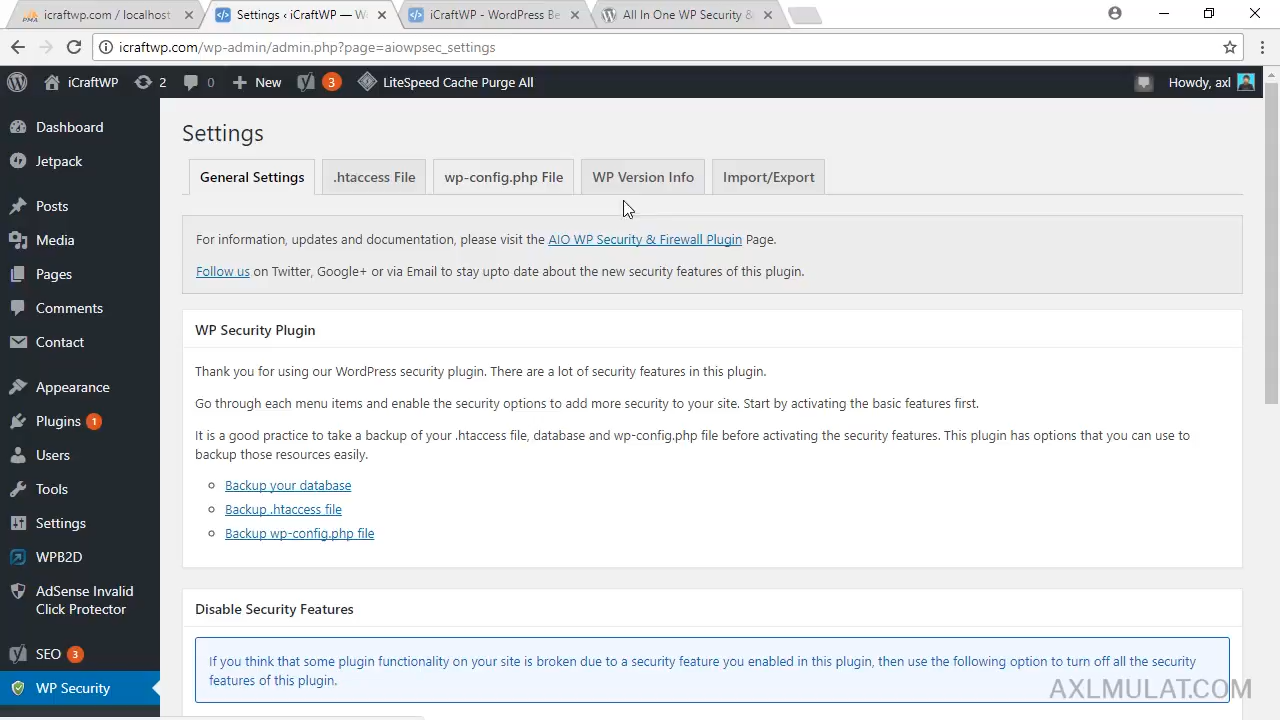 icraftwp.com / localhost
Settings ‹ iCraftWP — W
iCraftWP - WordPress Be
All In One WP Security &
icraftwp.com/wp-admin/admin.php?page=aiowpsec_settings
iCraftWP
2
0
New
3
LiteSpeed Cache Purge All
Howdy, axl
Dashboard
Jetpack
Posts
Media
Pages
Comments
Contact
Appearance
Plugins 1
Users
Tools
Settings
WPB2D
AdSense Invalid
Click Protector
SEO 3
WP Security
Settings
General Settings
.htaccess File
wp-config.php File
WP Version Info
Import/Export
For information, updates and documentation, please visit the AIO WP Security & Firewall Plugin Page.
Follow us on Twitter, Google+ or via Email to stay upto date about the new security features of this plugin.
WP Security Plugin
Thank you for using our WordPress security plugin. There are a lot of security features in this plugin.
Go through each menu items and enable the security options to add more security to your site. Start by activating the basic features first.
It is a good practice to take a backup of your .htaccess file, database and wp-config.php file before activating the security features. This plugin has options that you can use to
backup those resources easily.
Backup your database
Backup .htaccess file
Backup wp-config.php file
Disable Security Features
If you think that some plugin functionality on your site is broken due to a security feature you enabled in this plugin, then use the following option to turn off all the security
features of this plugin.
AXLMULAT.COM